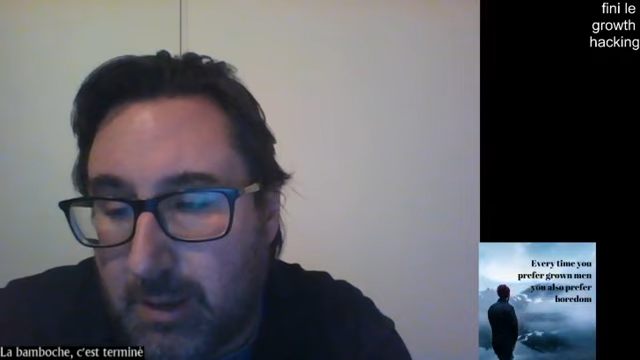 fini le
growth
hacking
Every time you
prefer grown men
you also prefer
boredom
La bamboche, c'est terminé